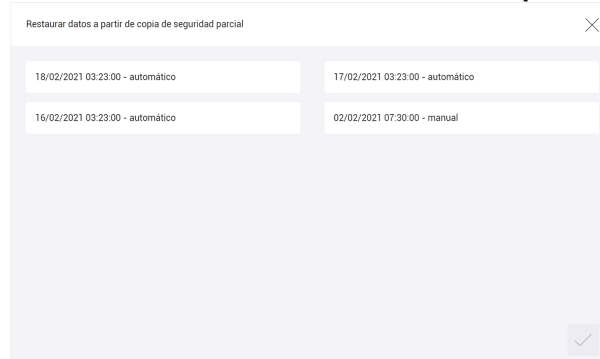 Restaurar datos a partir de copia de seguridad parcial
18/02/2021 03:23:00 - automático
17/02/2021 03:23:00 - automático
16/02/2021 03:23:00 - automático
02/02/2021 07:30:00 - manual